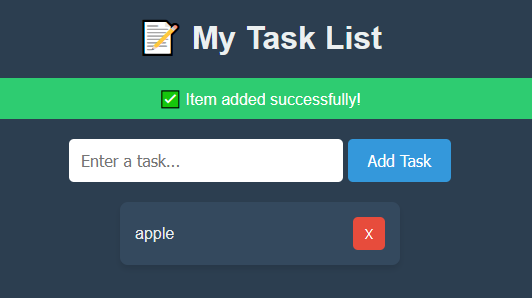 My Task List
Item added successfully!
Enter a task...
Add Task
apple
X